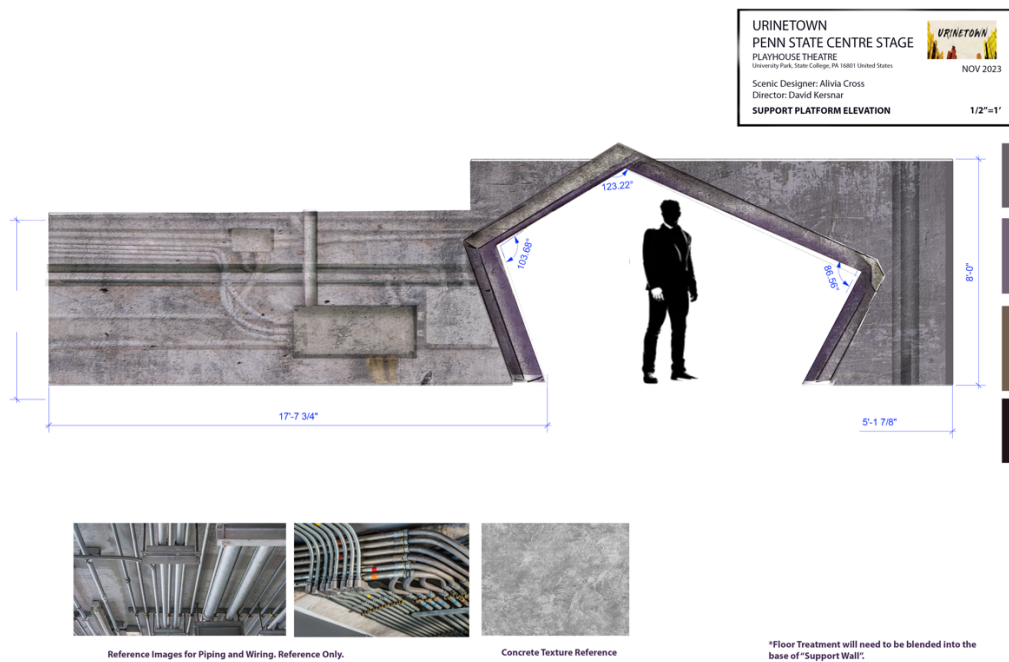 URINETOWN
PENN STATE CENTRE STAGE
PLAYHOUSE THEATRE
University Park, State College, PA 16801 United States
URINETOWN
NOV 2023
Scenic Designer: Alivia Cross
Director: David Kersnar
SUPPORT PLATFORM ELEVATION
1/2"=1'
123.22°
103.68°
86.56°
8'-0"
17'-7 3/4"
5'-1 7/8"
Reference Images for Piping and Wiring. Reference Only.
Concrete Texture Reference
*Floor Treatment will need to be blended into the
base of "Support Wall".